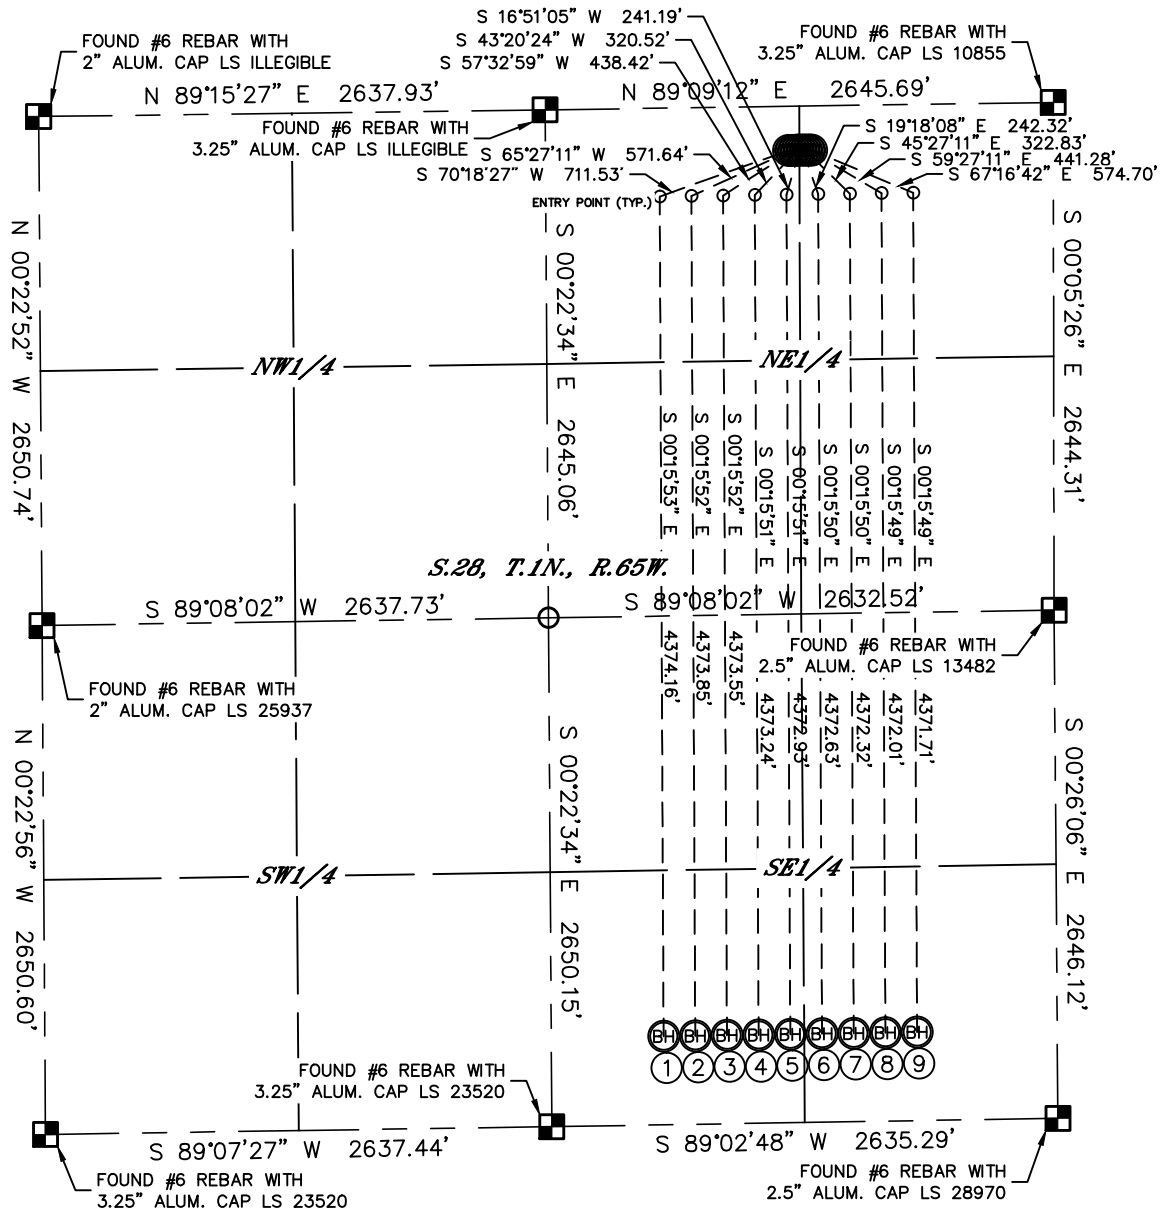 S 16°51'05" W 241.19'
S 43°20'24" W 320.52'
S 57°32'59" W 438.42'
FOUND #6 REBAR WITH
2" ALUM. CAP LS ILLEGIBLE
FOUND #6 REBAR WITH
3.25" ALUM. CAP LS 10855
N 89°15'27" E 2637.93'
N 89°09'12" E 2645.69'
FOUND #6 REBAR WITH
3.25" ALUM. CAP LS ILLEGIBLE
S 19°18'08" E 242.32'
S 45°27'11" E 322.83'
S 59°27'11" E 441.28'
S 67°16'42" E 574.70'
S 65°27'11" W 571.64'
S 70°18'27" W 711.53'
ENTRY POINT (TYP.)
N 00°22'52" W 2650.74'
S 00°22'34" E 2645.06'
S 00°05'26" E 2644.31'
NW1/4
NE1/4
S 00°15'53" E
S 00°15'52" E
S 00°15'52" E
S 00°15'51" E
S 00°15'51" E
S 00°15'50" E
S 00°15'50" E
S 00°15'49" E
S 00°15'49" E
S.28, T.1N., R.65W.
S 89°08'02" W 2637.73'
S 89°08'02" W 2632.52'
FOUND #6 REBAR WITH
2.5" ALUM. CAP LS 13482
FOUND #6 REBAR WITH
2" ALUM. CAP LS 25937
4374.16'
4373.85'
4373.55'
4373.24'
4372.93'
4372.63'
4372.32'
4372.01'
4371.71'
N 00°22'56" W 2650.60'
S 00°22'34" E 2650.15'
S 00°26'06" E 2646.12'
SW1/4
SE1/4
BH BH BH BH BH BH BH BH BH
1 2 3 4 5 6 7 8 9
FOUND #6 REBAR WITH
3.25" ALUM. CAP LS 23520
S 89°07'27" W 2637.44'
S 89°02'48" W 2635.29'
FOUND #6 REBAR WITH
3.25" ALUM. CAP LS 23520
FOUND #6 REBAR WITH
2.5" ALUM. CAP LS 28970